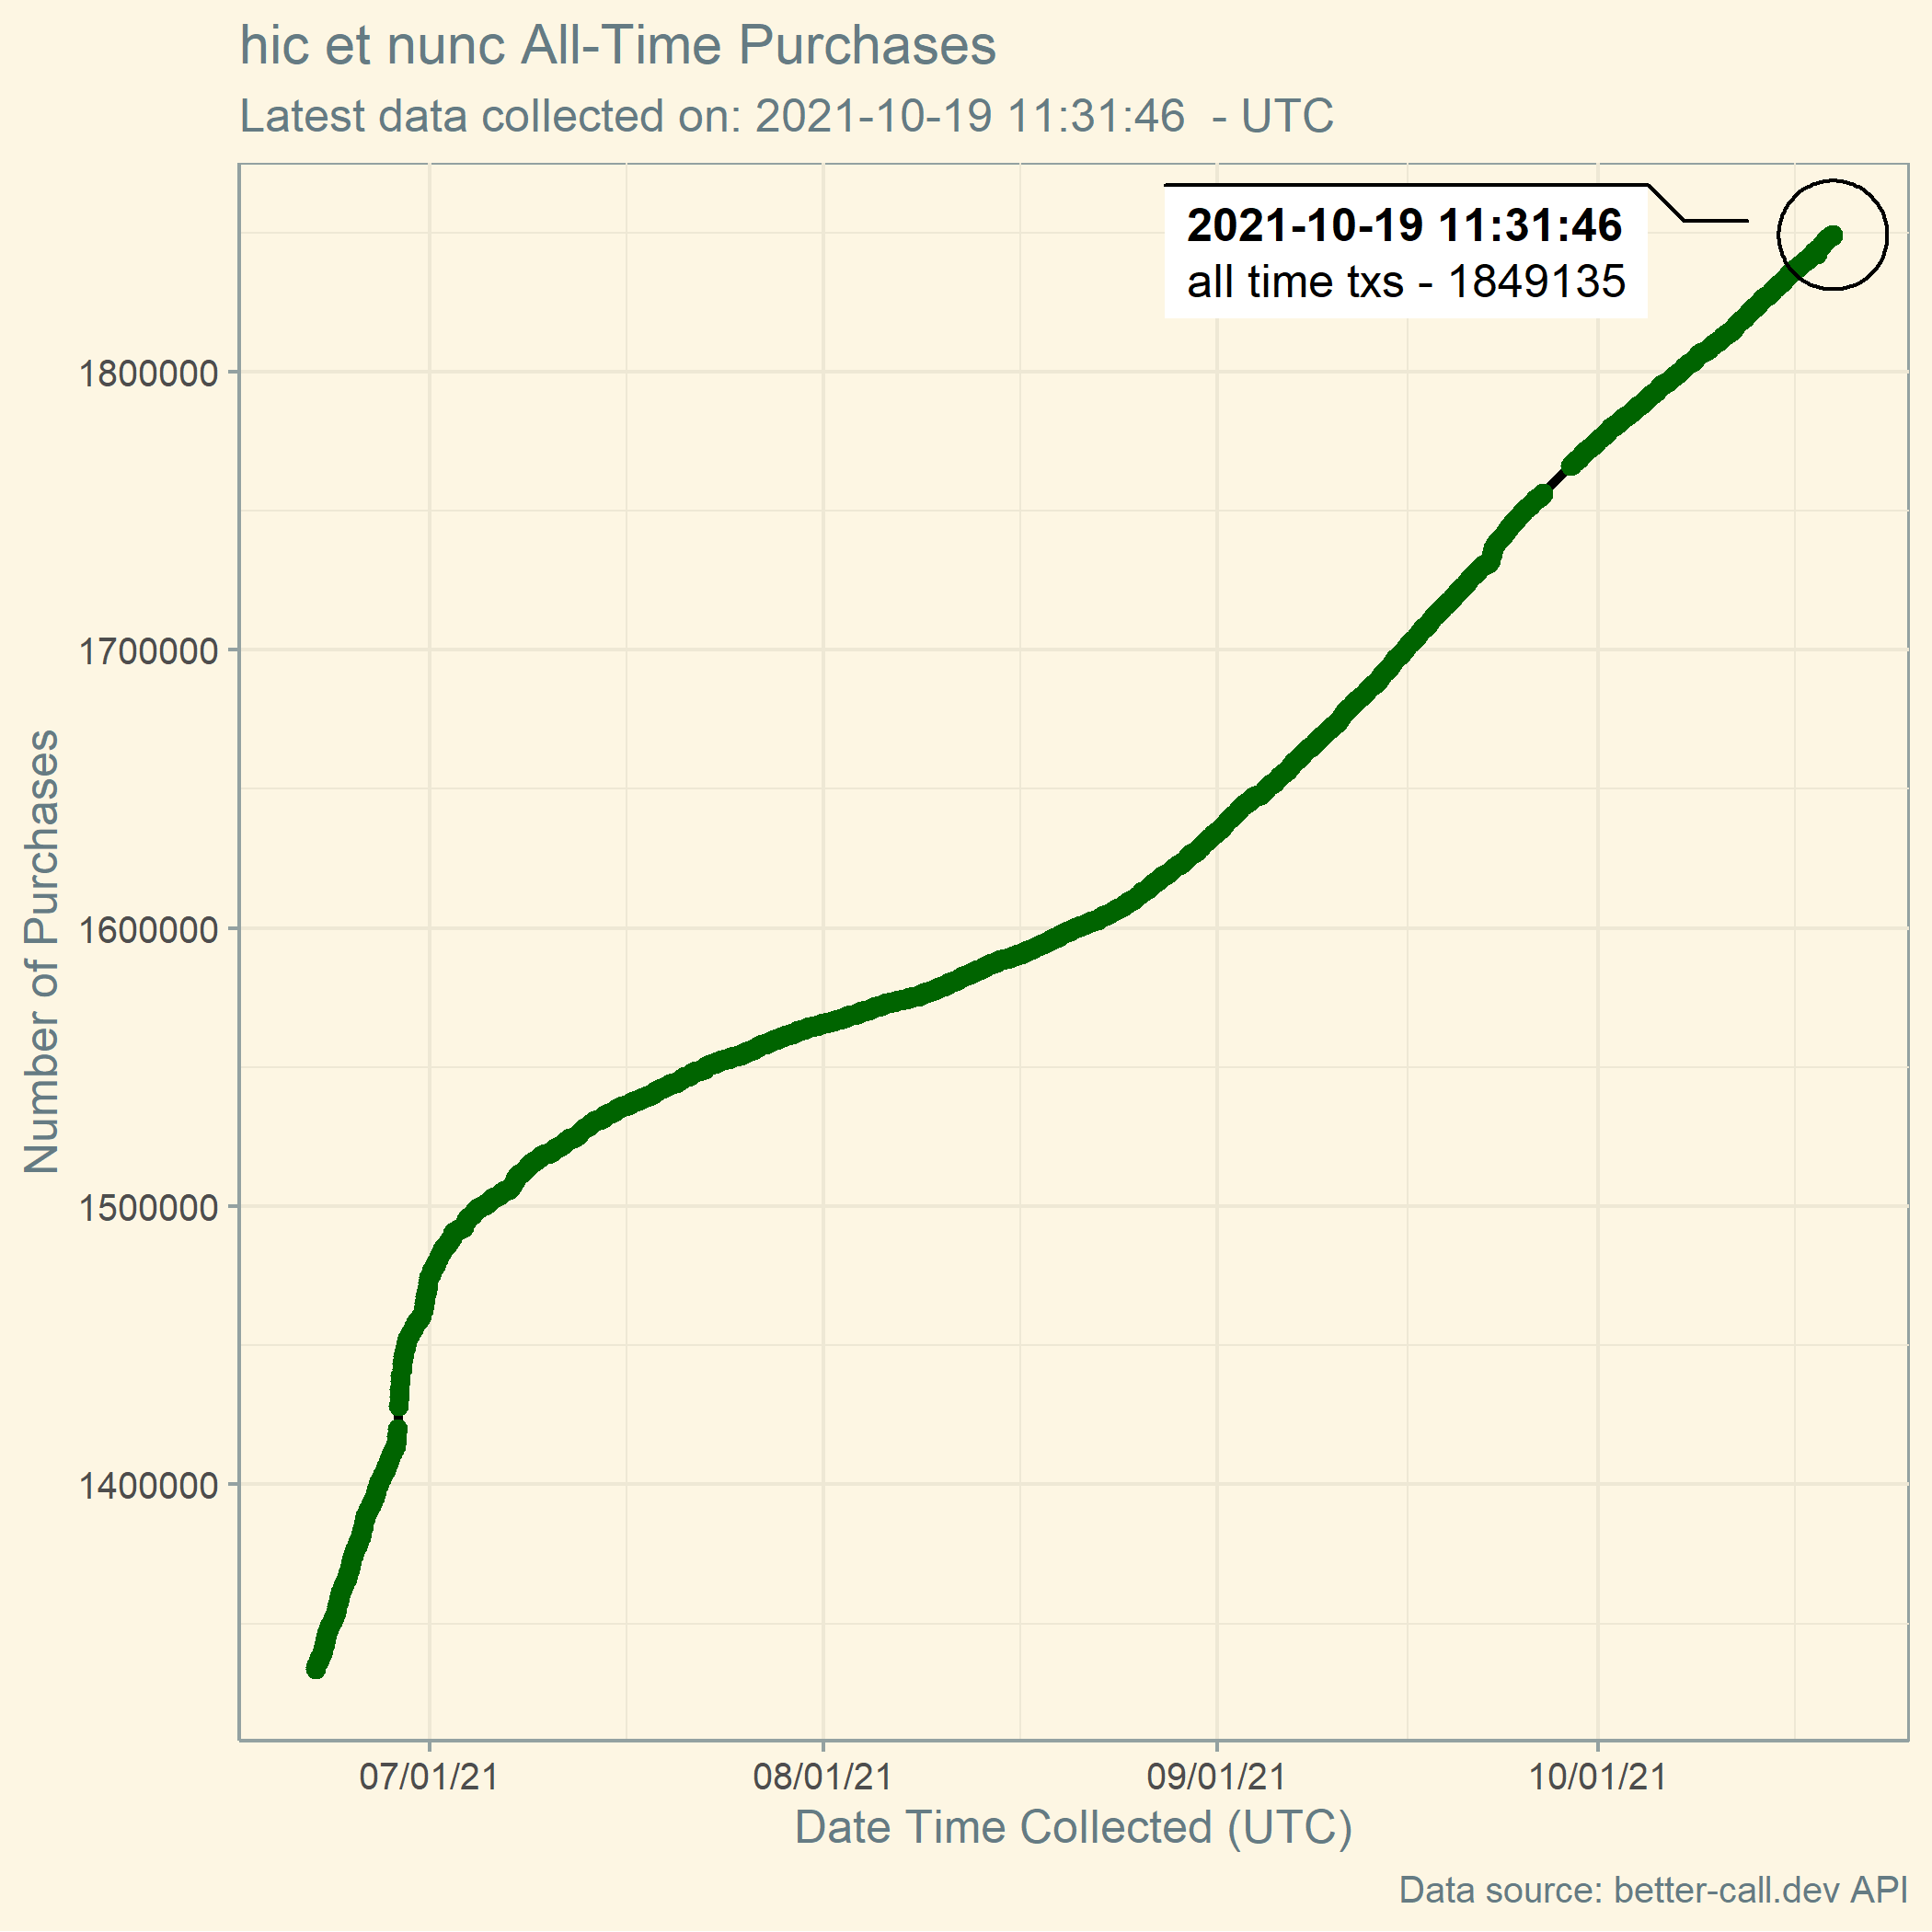 hic et nunc All-Time Purchases
Latest data collected on: 2021-10-19 11:31:46  - UTC
2021-10-19 11:31:46
all time txs - 1849135
1800000
1700000
1600000
1500000
1400000
Number of Purchases
07/01/21
08/01/21
09/01/21
10/01/21
Date Time Collected (UTC)
Data source: better-call.dev API